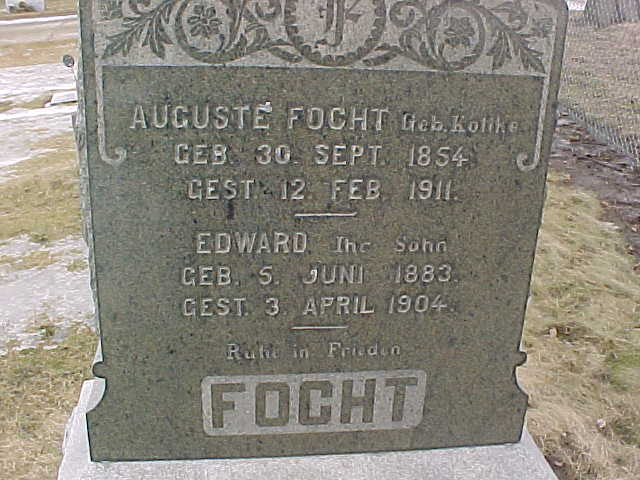 AUGUSTE FOCHT Geb. Kottke
GEB. 30. SEPT. 1854
GEST. 12. FEB. 1911.
EDWARD Ihr Sohn
GEB. 5. JUNI 1883.
GEST. 3. APRIL 1904.
Ruhe in Frieden
FOCHT